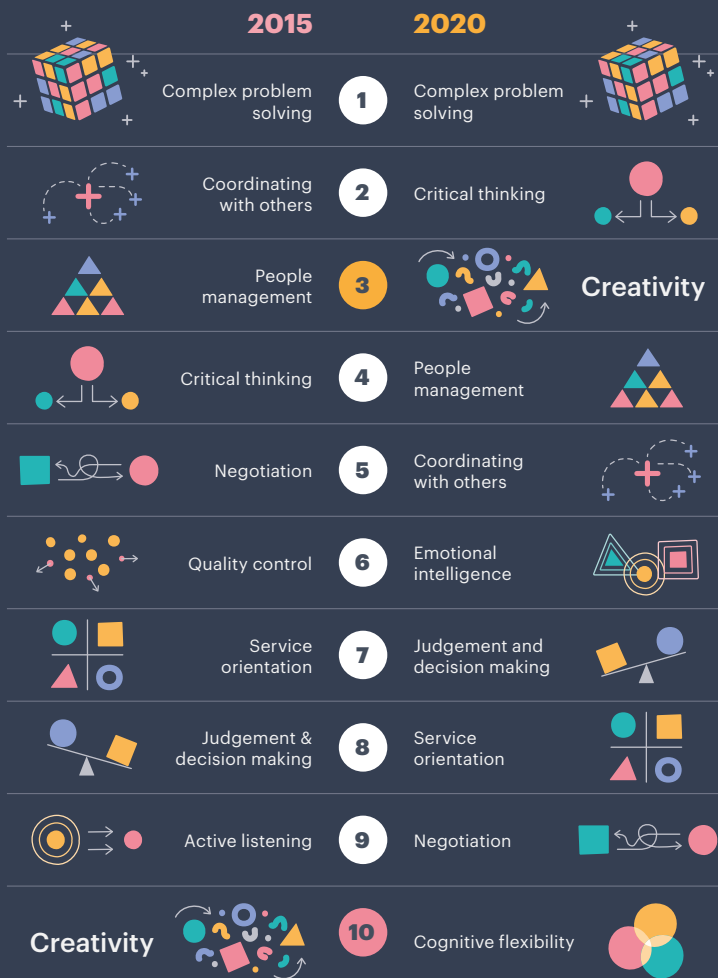 2015
2020
Complex problem
solving
1
Complex problem
solving
Coordinating
with others
2
Critical thinking
People
management
3
Creativity
Critical thinking
4
People
management
Negotiation
5
Coordinating
with others
Quality control
6
Emotional
intelligence
Service
orientation
7
Judgement and
decision making
Judgement &
decision making
8
Service
orientation
Active listening
9
Negotiation
Creativity
10
Cognitive flexibility